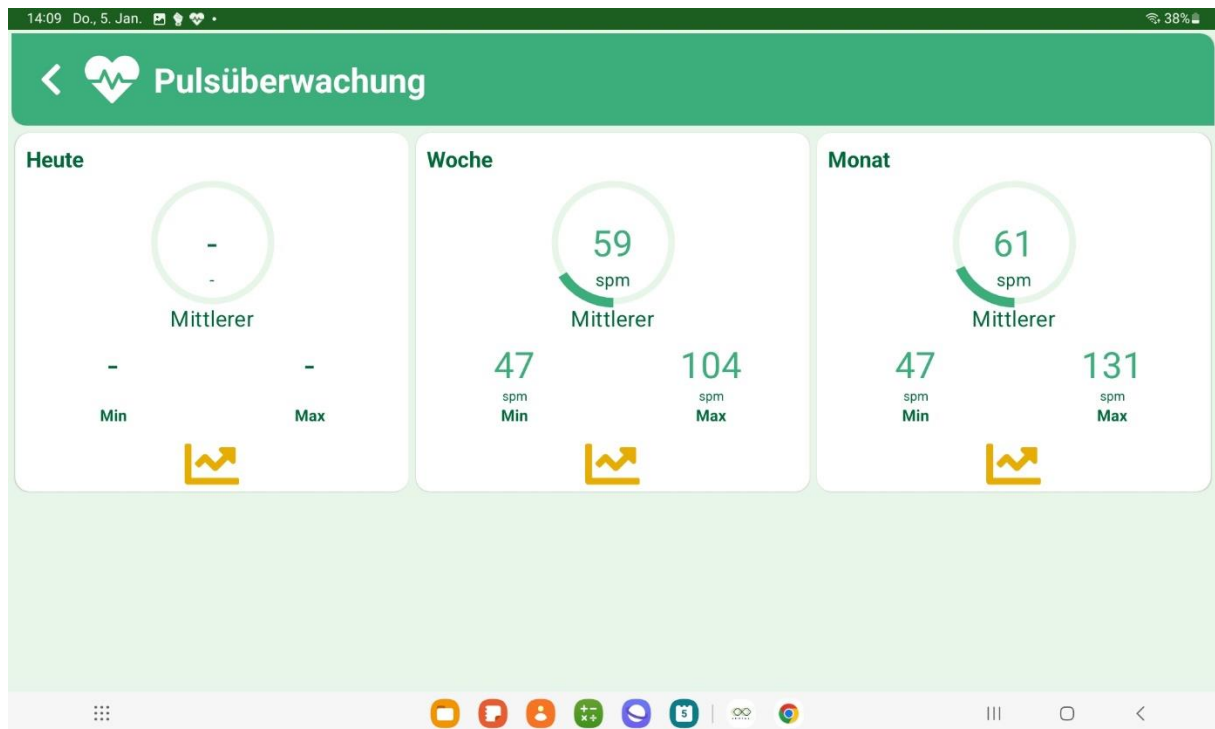 14:09 Do., 5. Jan.
38%
Pulsüberwachung
Heute
-
-
Mittlerer
- -
Min Max
Woche
59
spm
Mittlerer
47 104
spm spm
Min Max
Monat
61
spm
Mittlerer
47 131
spm spm
Min Max
5